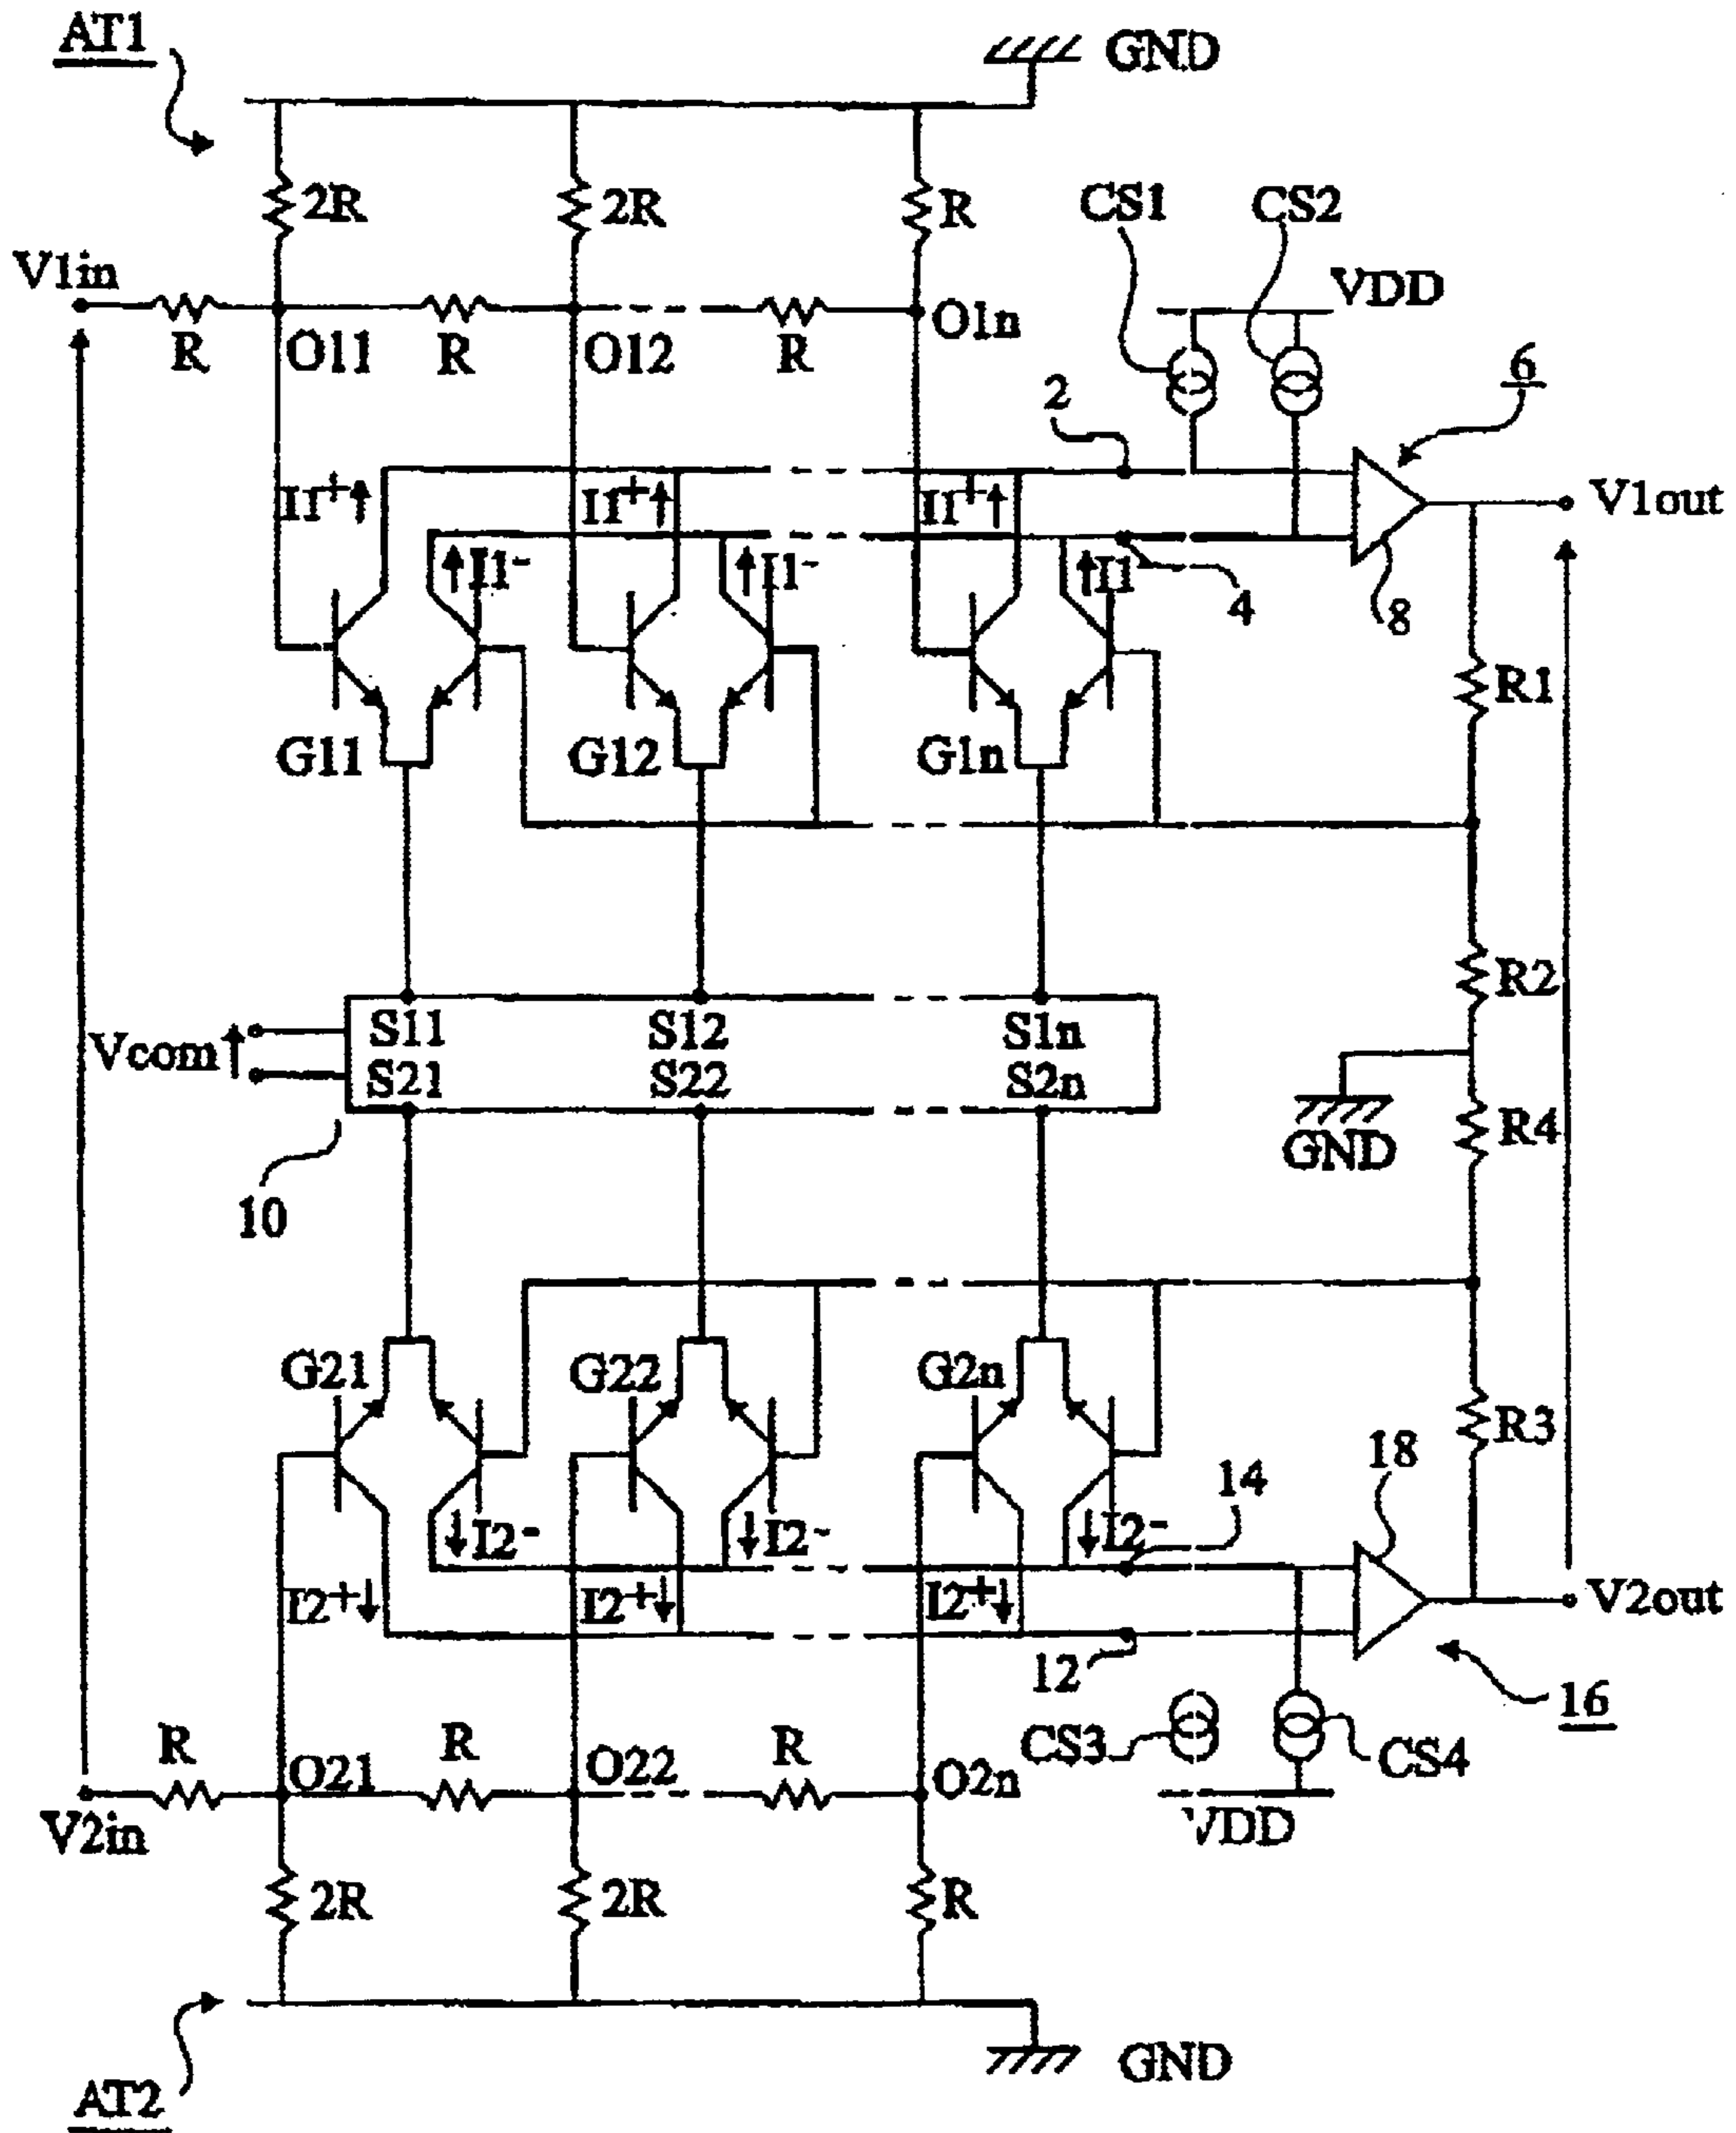 AT1
GND
2R
2R
R
CS1
CS2
V1in
VDD
R
O11
R
O12
R
O1n
2
6
I1+
I1+
I1+
V1out
I1-
I1-
I1
4
8
R1
G11
G12
G1n
R2
S11
S12
S1n
Vcom
S21
S22
S2n
R4
GND
10
G21
G22
G2n
R3
18
14
I2-
I2-
I2-
I2+
I2+
I2+
V2out
12
16
R
R
R
CS3
CS4
O21
O22
O2n
V2in
VDD
2R
2R
R
GND
AT2